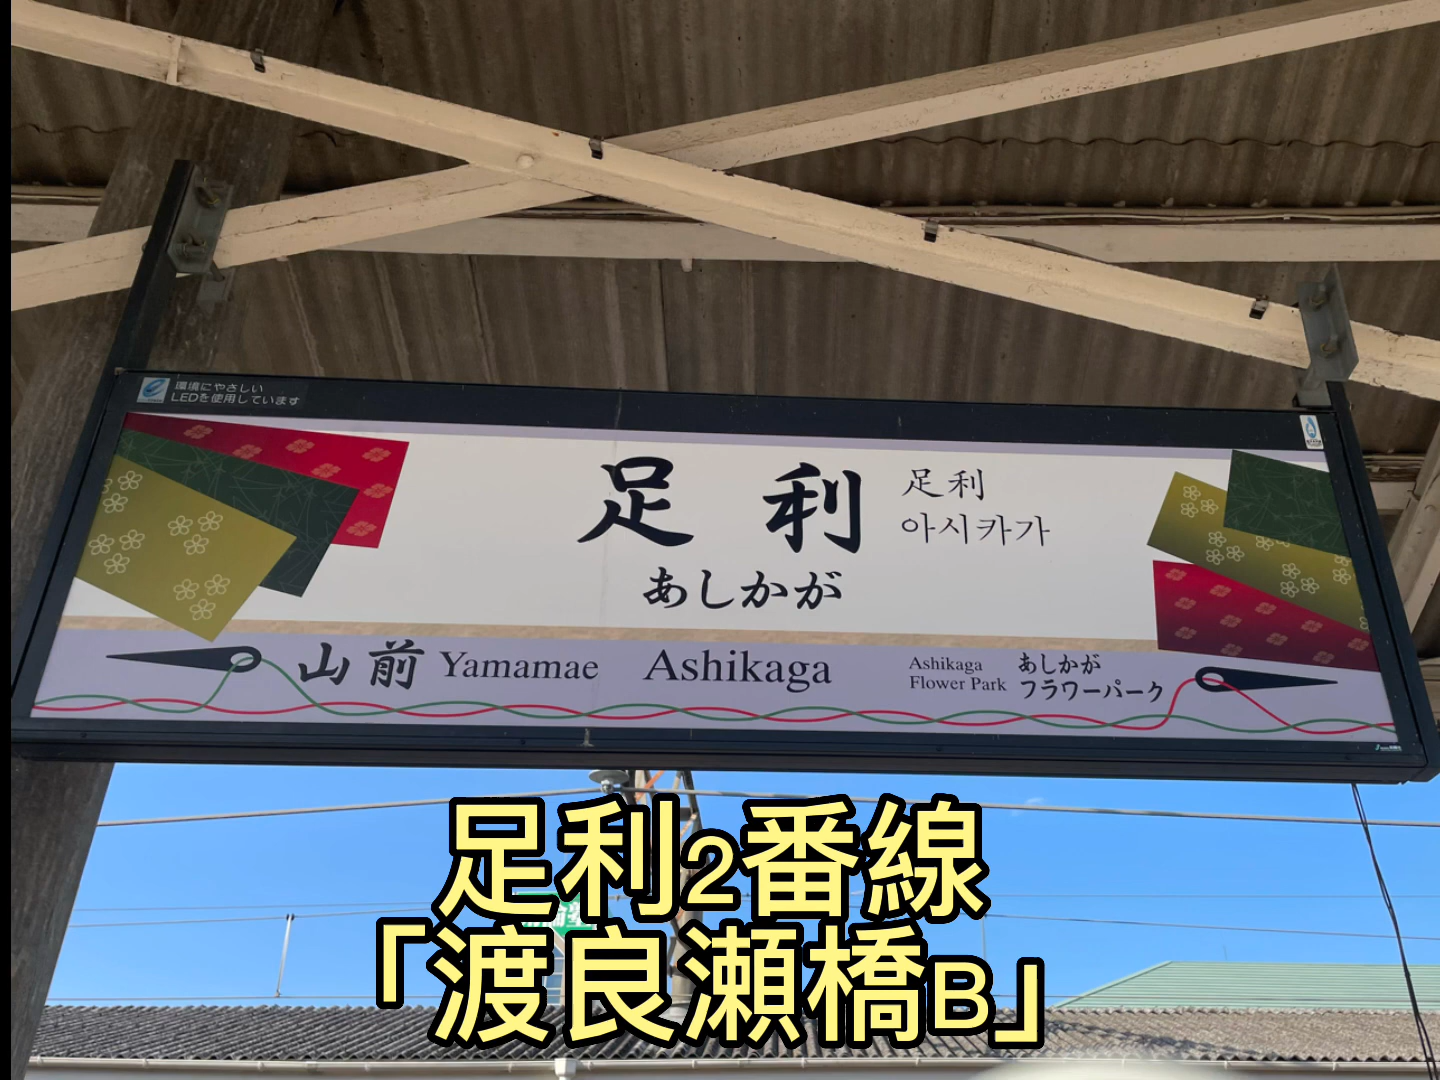 環境にやさしい
LEDを使用しています
足利
足利
아시카가
あしかが
山前 Yamamae
Ashikaga
Ashikaga
Flower Park
あしかが
フラワーパーク
足利2番線
「渡良瀬橋B」